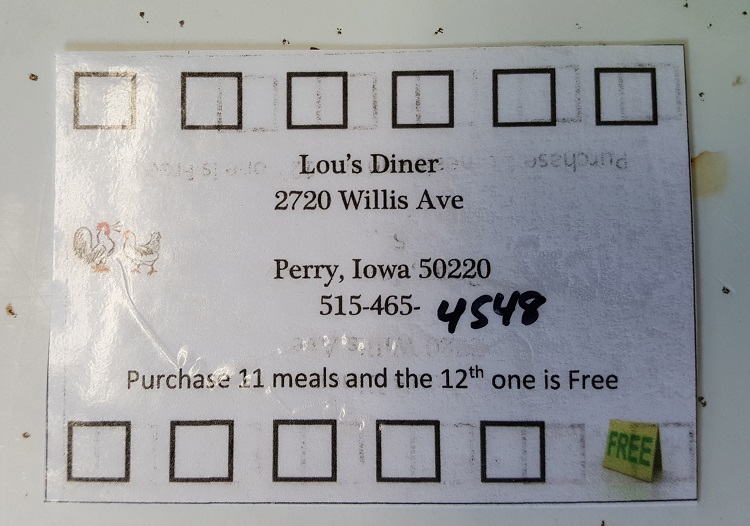 Lou's Diner
2720 Willis Ave
Perry, Iowa 50220
515-465- 4548
Purchase 11 meals and the 12th one is Free
FREE